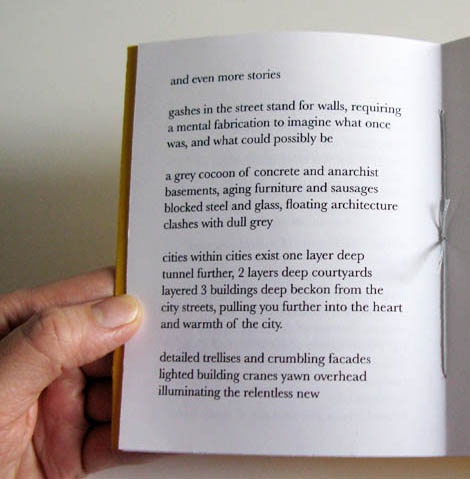 and even more stories
gashes in the street stand for walls, requiring
a mental fabrication to imagine what once
was, and what could possibly be
a grey cocoon of concrete and anarchist
basements, aging furniture and sausages
blocked steel and glass, floating architecture
clashes with dull grey
cities within cities exist one layer deep
tunnel further, 2 layers deep courtyards
layered 3 buildings deep beckon from the
city streets, pulling you further into the heart
and warmth of the city.
detailed trellises and crumbling facades
lighted building cranes yawn overhead
illuminating the relentless new